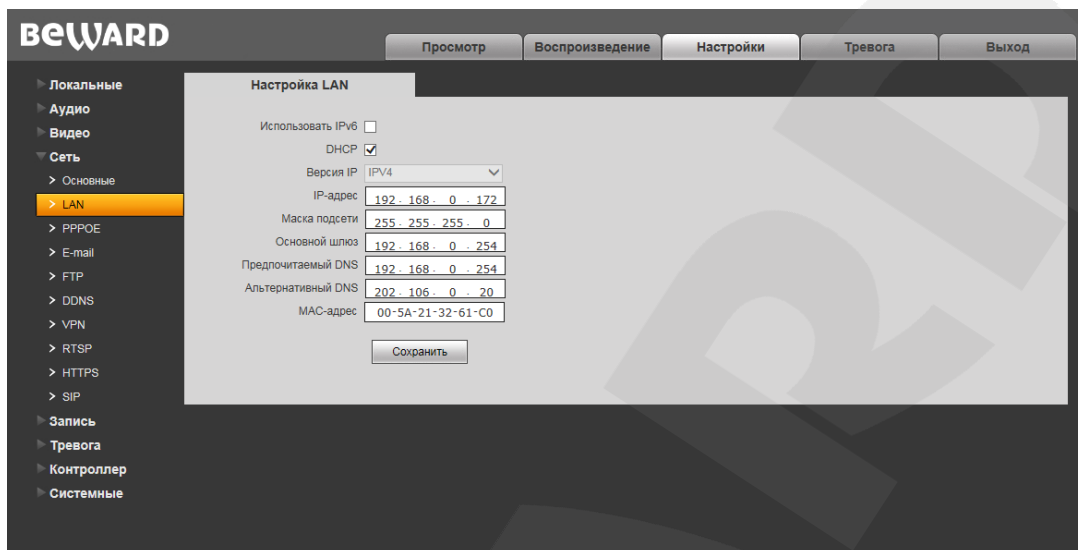 BEWARD
Просмотр Воспроизведение Настройки Тревога Выход
Локальные
Аудио
Видео
Сеть
> Основные
> LAN
> PPPOE
> E-mail
> FTP
> DDNS
> VPN
> RTSP
> HTTPS
> SIP
Запись
Тревога
Контроллер
Системные
Настройка LAN
Использовать IPv6
DHCP
Версия IP IPV4
IP-адрес 192 . 168 . 0 . 172
Маска подсети 255 . 255 . 255 . 0
Основной шлюз 192 . 168 . 0 . 254
Предпочитаемый DNS 192 . 168 . 0 . 254
Альтернативный DNS 202 . 106 . 0 . 20
MAC-адрес 00-5A-21-32-61-C0
Сохранить